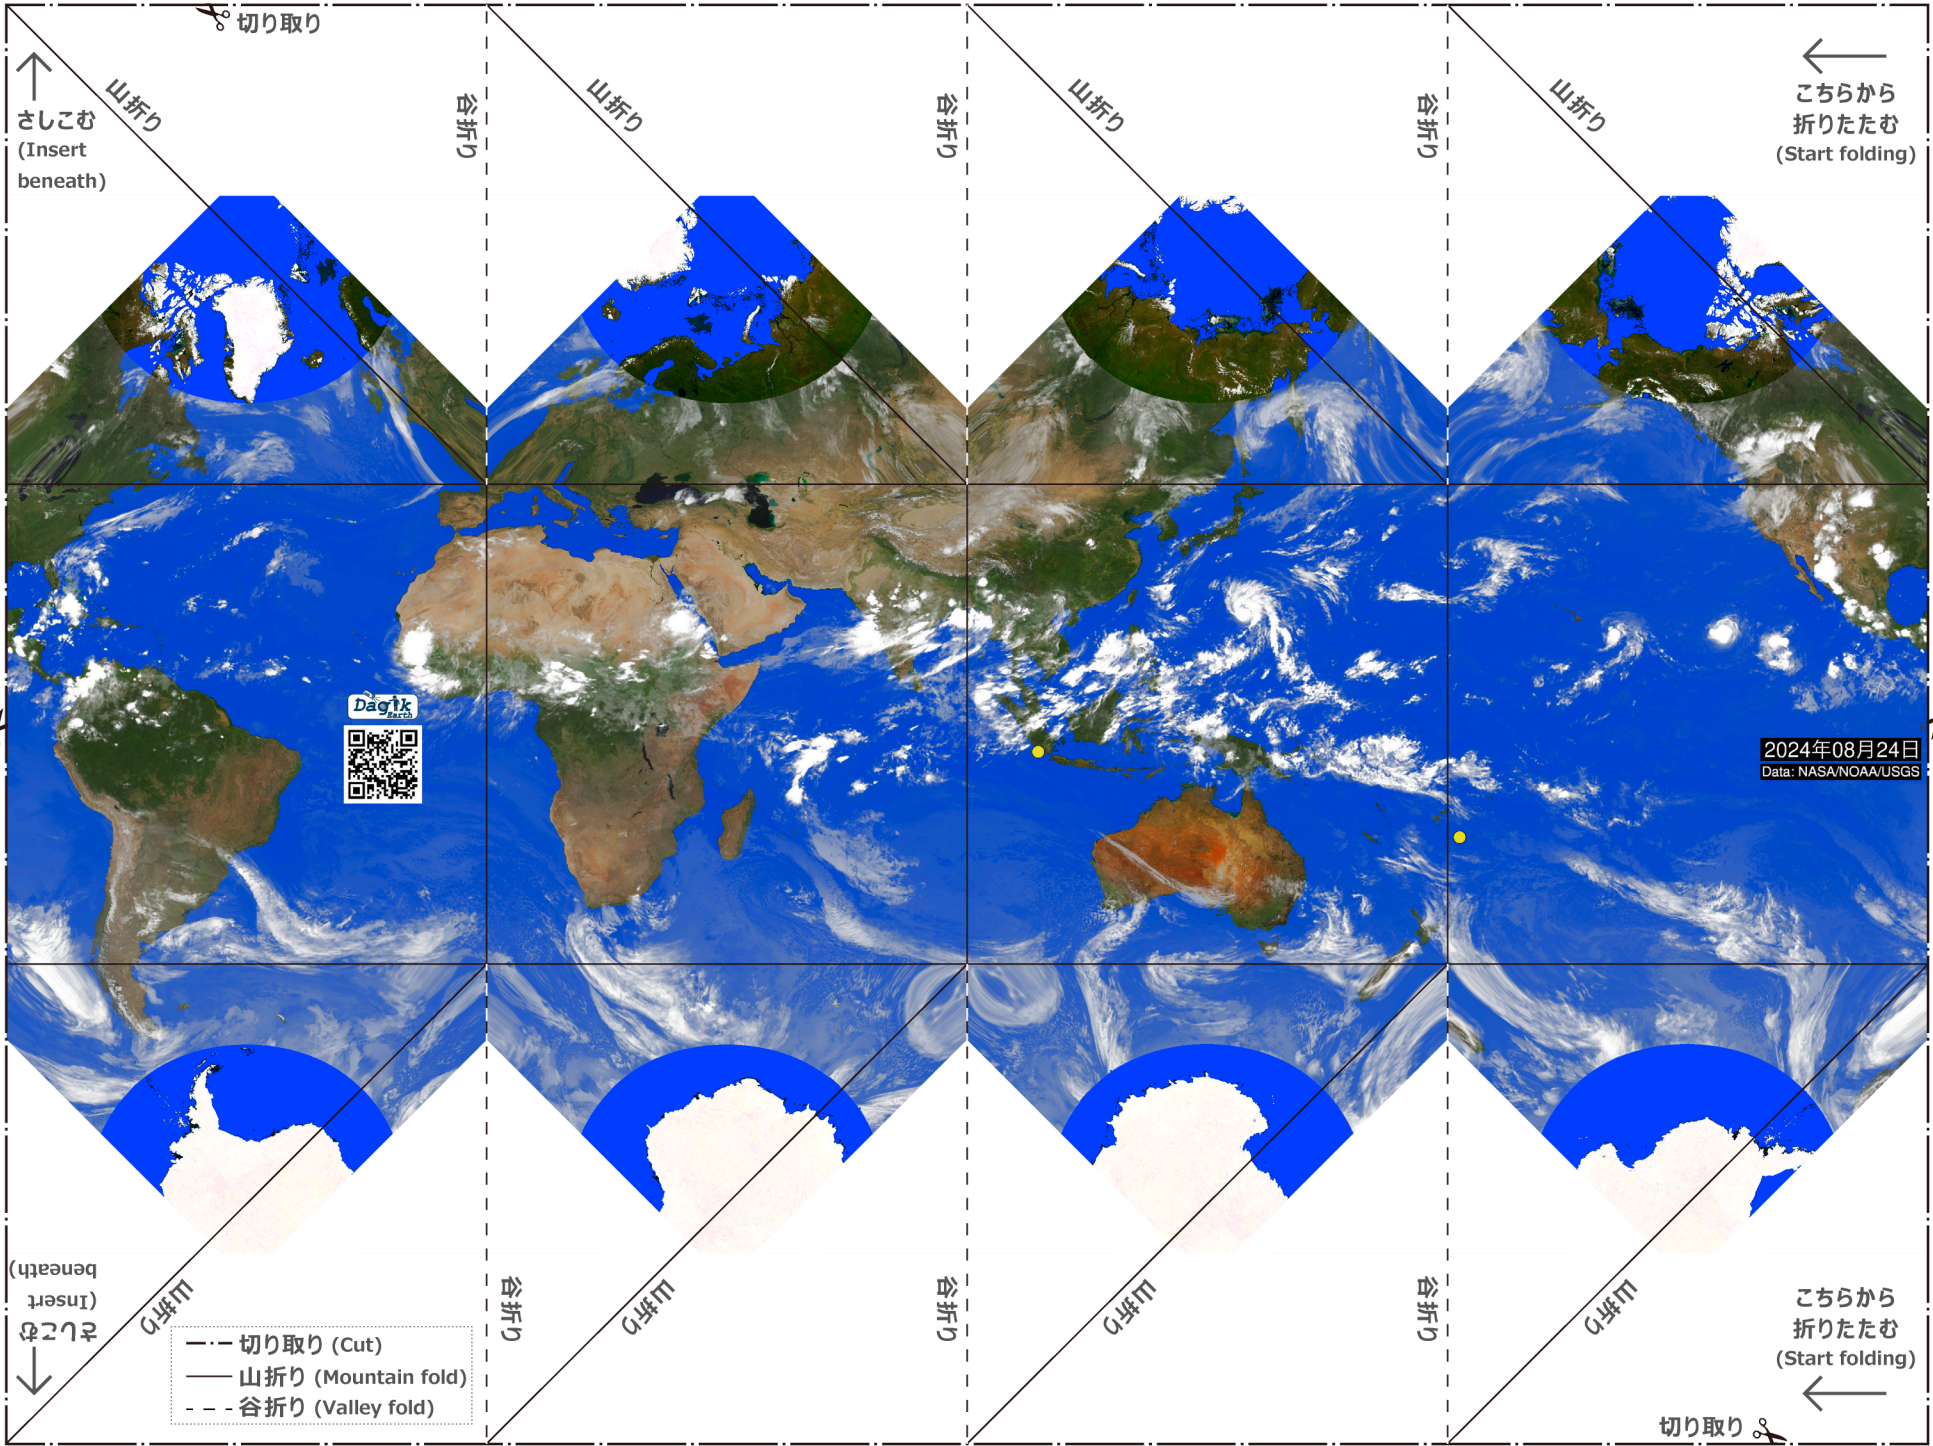 切り取り
山折り
谷折り
山折り
谷折り
山折り
谷折り
山折り
さしこむ
(Insert
beneath)
こちらから
折りたたむ
(Start folding)
Dagik
Earth
2024年08月24日
Data: NASA/NOAA/USGS
さしこむ
(Insert
beneath)
山折り
谷折り
山折り
谷折り
山折り
谷折り
山折り
こちらから
折りたたむ
(Start folding)
切り取り (Cut)
山折り (Mountain fold)
谷折り (Valley fold)
切り取り